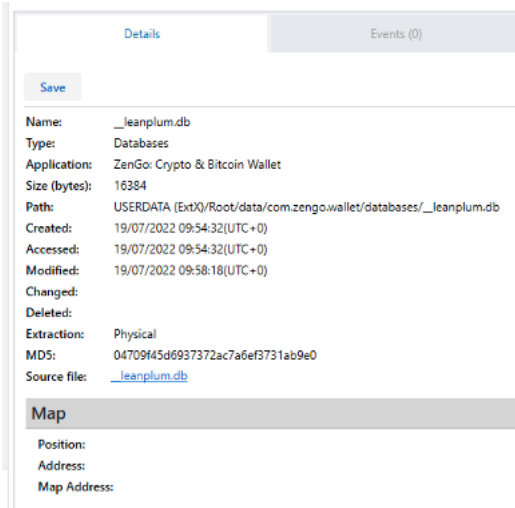 Details
Events (0)
Save
Name: __leanplum.db
Type: Databases
Application: ZenGo: Crypto & Bitcoin Wallet
Size (bytes): 16384
Path: USERDATA (ExtX)/Root/data/com.zengo.wallet/databases/__leanplum.db
Created: 19/07/2022 09:54:32(UTC+0)
Accessed: 19/07/2022 09:54:32(UTC+0)
Modified: 19/07/2022 09:58:18(UTC+0)
Changed:
Deleted:
Extraction: Physical
MD5: 04709f45d6937372ac7a6ef3731ab9e0
Source file: __leanplum.db
Map
Position:
Address:
Map Address: